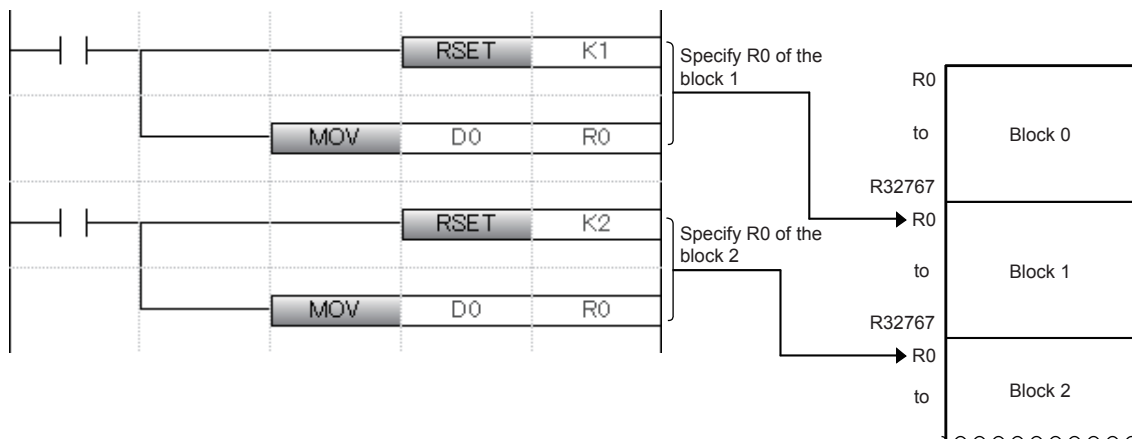 RSET K1
Specify R0 of the
block 1
MOV D0 R0
RSET K2
Specify R0 of the
block 2
MOV D0 R0
R0
to
Block 0
R32767
R0
to
Block 1
R32767
R0
to
Block 2